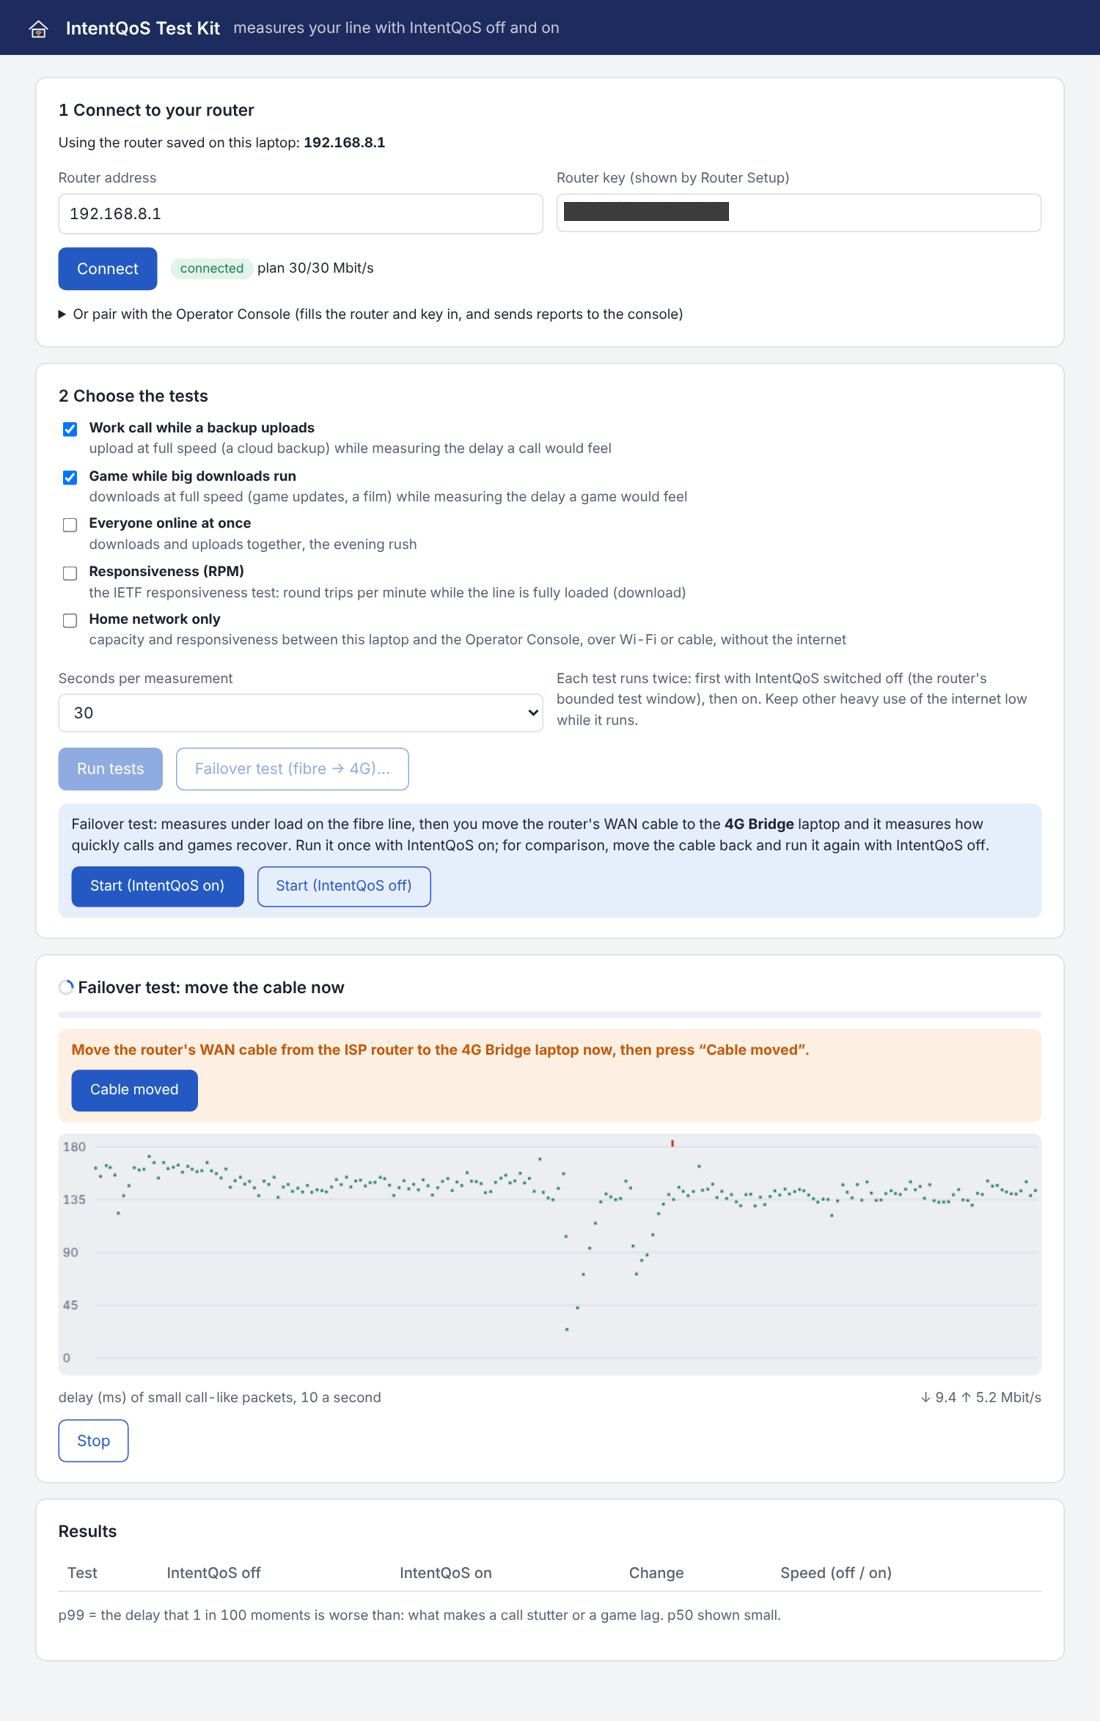 IntentQoS Test Kit measures your line with IntentQoS off and on
1 Connect to your router
Using the router saved on this laptop: 192.168.8.1
Router address
Router key (shown by Router Setup)
192.168.8.1
Connect connected plan 30/30 Mbit/s
Or pair with the Operator Console (fills the router and key in, and sends reports to the console)
2 Choose the tests
Work call while a backup uploads
upload at full speed (a cloud backup) while measuring the delay a call would feel
Game while big downloads run
downloads at full speed (game updates, a film) while measuring the delay a game would feel
Everyone online at once
downloads and uploads together, the evening rush
Responsiveness (RPM)
the IETF responsiveness test: round trips per minute while the line is fully loaded (download)
Home network only
capacity and responsiveness between this laptop and the Operator Console, over Wi-Fi or cable, without the internet
Seconds per measurement
30
Each test runs twice: first with IntentQoS switched off (the router's
bounded test window), then on. Keep other heavy use of the internet low
while it runs.
Run tests Failover test (fibre → 4G)...
Failover test: measures under load on the fibre line, then you move the router's WAN cable to the 4G Bridge laptop and it measures how
quickly calls and games recover. Run it once with IntentQoS on; for comparison, move the cable back and run it again with IntentQoS off.
Start (IntentQoS on) Start (IntentQoS off)
Failover test: move the cable now
Move the router's WAN cable from the ISP router to the 4G Bridge laptop now, then press “Cable moved”.
Cable moved
180
135
90
45
0
delay (ms) of small call-like packets, 10 a second ↓ 9.4 ↑ 5.2 Mbit/s
Stop
Results
Test IntentQoS off IntentQoS on Change Speed (off / on)
p99 = the delay that 1 in 100 moments is worse than: what makes a call stutter or a game lag. p50 shown small.